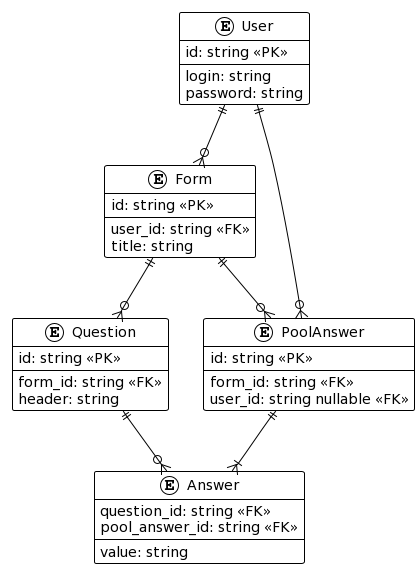 E User
id: string «PK»
login: string
password: string
E Form
id: string «PK»
user_id: string «FK»
title: string
E Question
id: string «PK»
form_id: string «FK»
header: string
E PoolAnswer
id: string «PK»
form_id: string «FK»
user_id: string nullable «FK»
E Answer
question_id: string «FK»
pool_answer_id: string «FK»
value: string